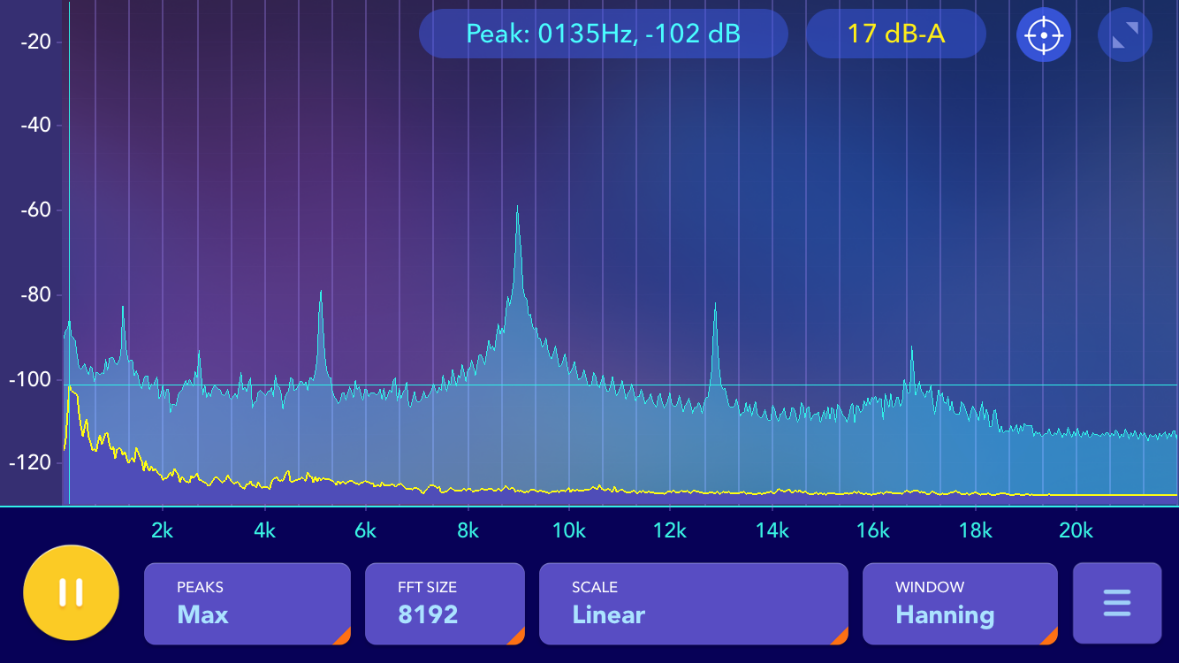 Peak: 0135Hz, -102 dB
17 dB-A
-20
-40
-60
-80
-100
-120
2k 4k 6k 8k 10k 12k 14k 16k 18k 20k
PEAKS
Max
FFT SIZE
8192
SCALE
Linear
WINDOW
Hanning